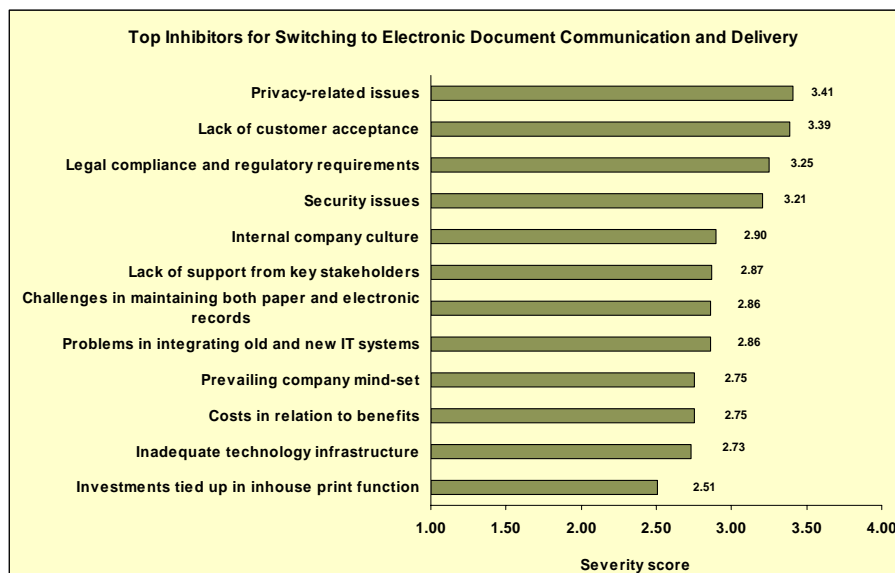 Top Inhibitors for Switching to Electronic Document Communication and Delivery
Privacy-related issues 3.41
Lack of customer acceptance 3.39
Legal compliance and regulatory requirements 3.25
Security issues 3.21
Internal company culture 2.90
Lack of support from key stakeholders 2.87
Challenges in maintaining both paper and electronic
records 2.86
Problems in integrating old and new IT systems 2.86
Prevailing company mind-set 2.75
Costs in relation to benefits 2.75
Inadequate technology infrastructure 2.73
Investments tied up in inhouse print function 2.51
1.00 1.50 2.00 2.50 3.00 3.50 4.00
Severity score